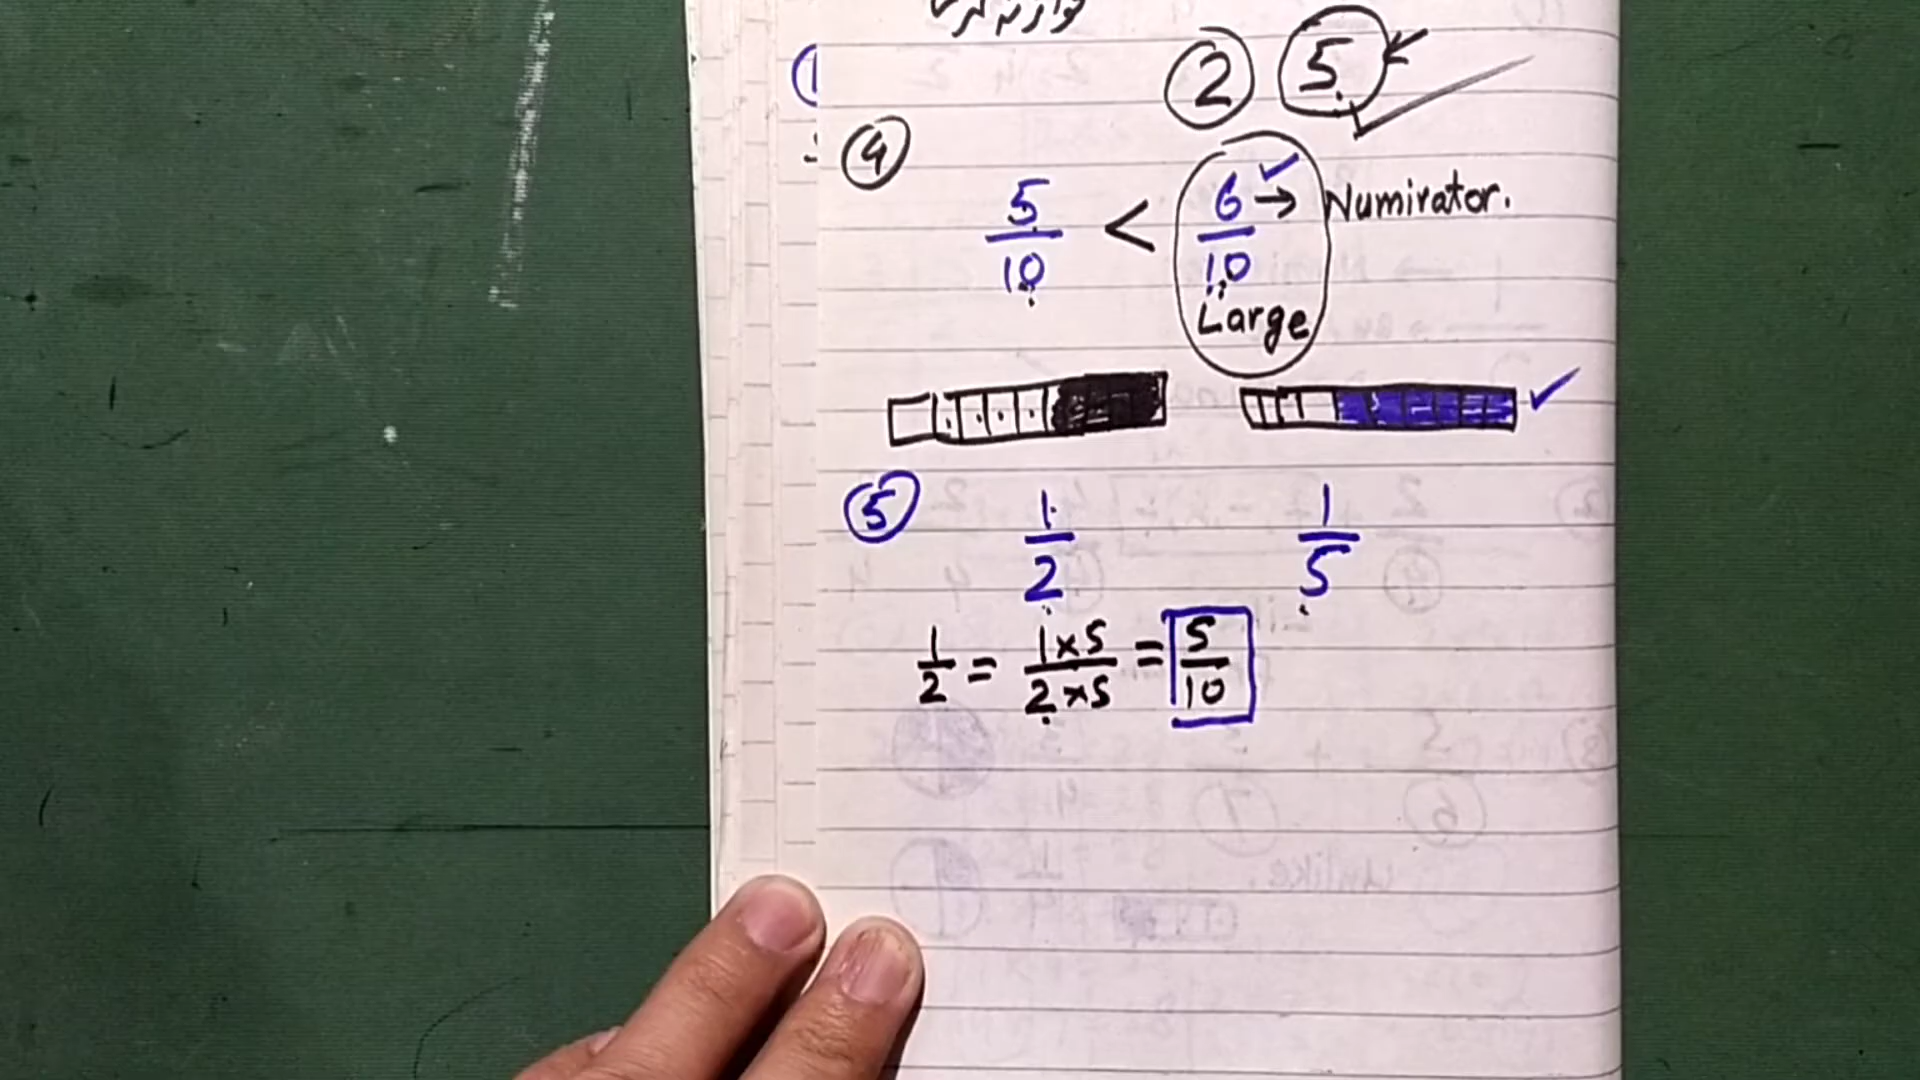 2 5
4
5/10 < 6/10 → Numirator.
Large
5
1/2 1/5
1/2 = 1×5/2×5 = 5/10